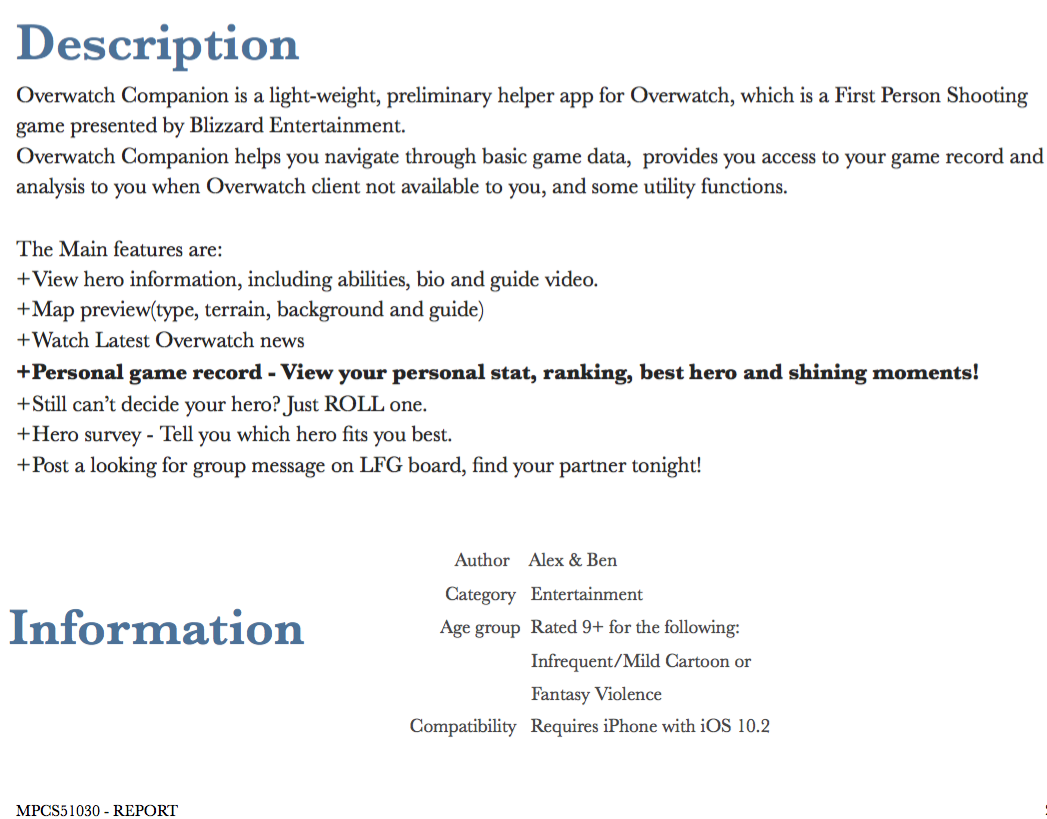 Description
Overwatch Companion is a light-weight, preliminary helper app for Overwatch, which is a First Person Shooting
game presented by Blizzard Entertainment.
Overwatch Companion helps you navigate through basic game data,  provides you access to your game record and
analysis to you when Overwatch client not available to you, and some utility functions.
The Main features are:
+View hero information, including abilities, bio and guide video.
+Map preview(type, terrain, background and guide)
+Watch Latest Overwatch news
+Personal game record - View your personal stat, ranking, best hero and shining moments!
+Still can’t decide your hero? Just ROLL one.
+Hero survey - Tell you which hero fits you best.
+Post a looking for group message on LFG board, find your partner tonight!
Information
Author Alex & Ben
Category Entertainment
Age group Rated 9+ for the following:
Infrequent/Mild Cartoon or
Fantasy Violence
Compatibility Requires iPhone with iOS 10.2
MPCS51030 - REPORT